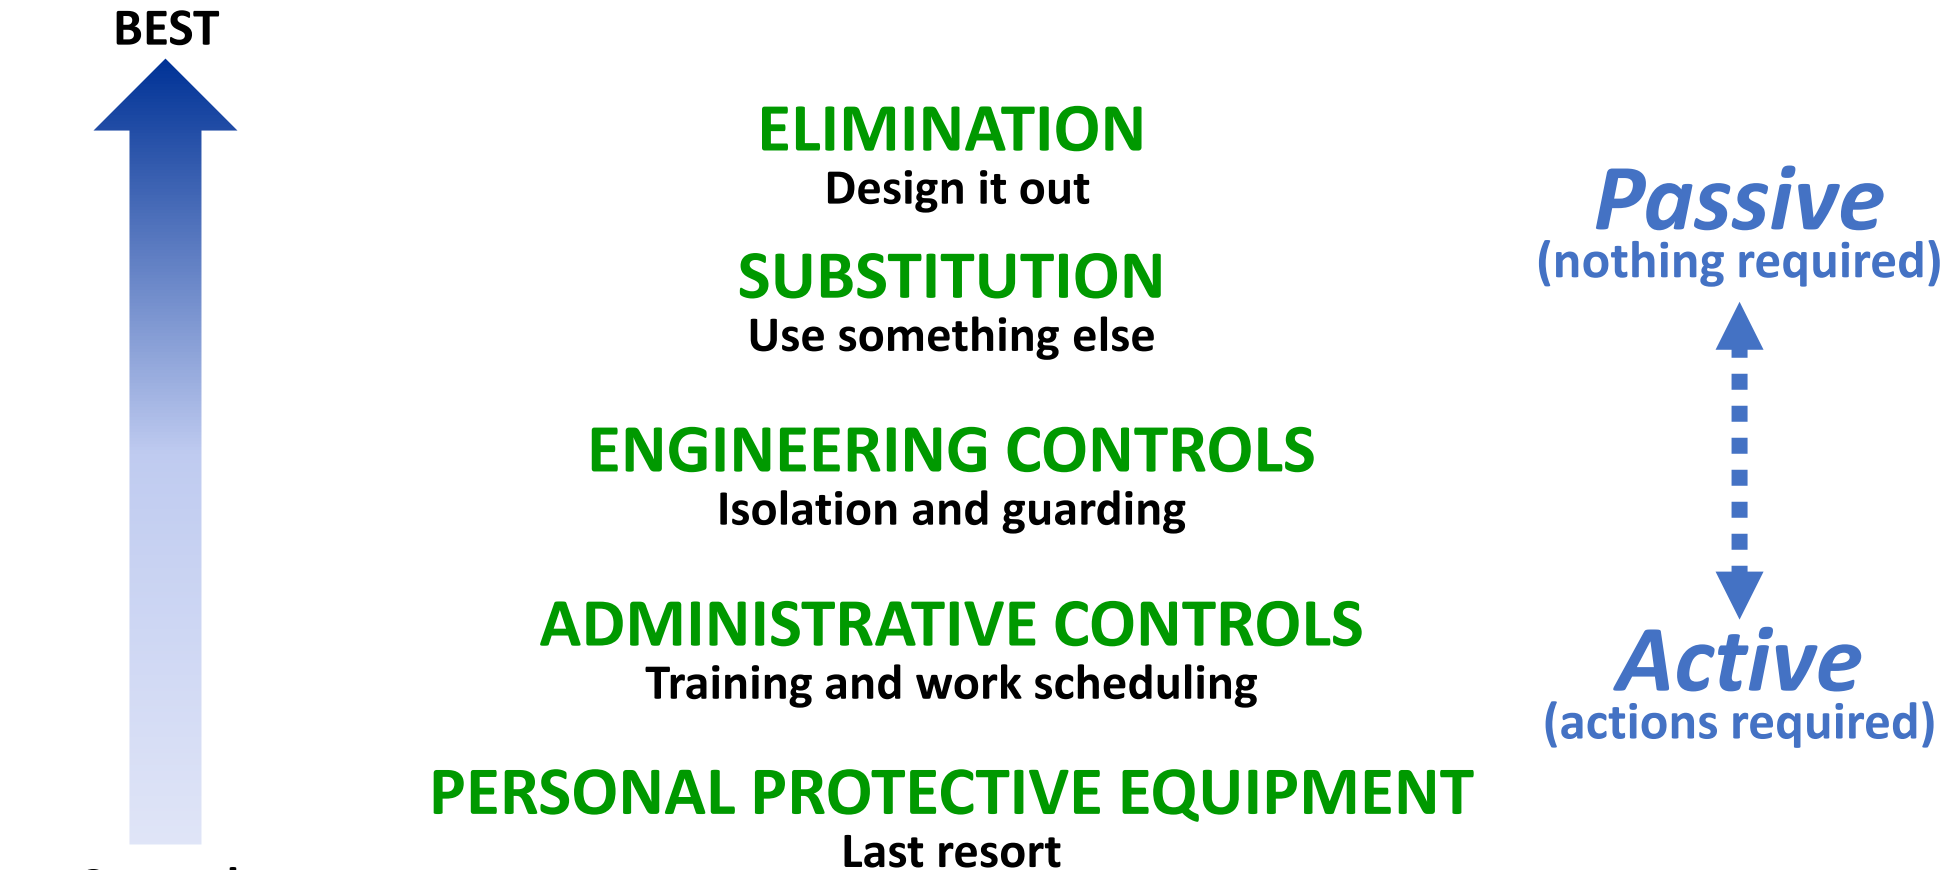 BEST
ELIMINATION
Design it out
SUBSTITUTION
Use something else
ENGINEERING CONTROLS
Isolation and guarding
ADMINISTRATIVE CONTROLS
Training and work scheduling
PERSONAL PROTECTIVE EQUIPMENT
Last resort
Passive
(nothing required)
Active
(actions required)